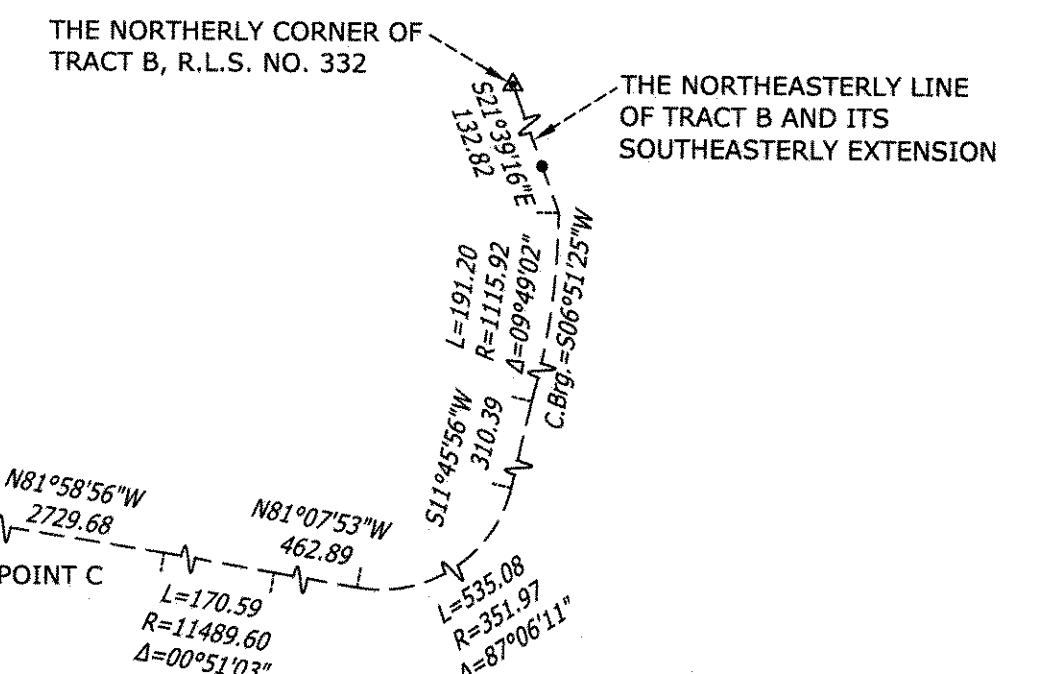 THE NORTHERLY CORNER OF
TRACT B, R.L.S. NO. 332
THE NORTHEASTERLY LINE
OF TRACT B AND ITS
SOUTHEASTERLY EXTENSION
S21°39'16"E
132.82
L=191.20
R=1115.92
Δ=09°49'02"
C.Brg.=S06°51'25"W
S11°45'56"W
310.39
N81°58'56"W
2729.68
N81°07'53"W
462.89
POINT C
L=170.59
R=11489.60
Δ=00°51'03"
L=535.08
R=351.97
Δ=87°06'11"